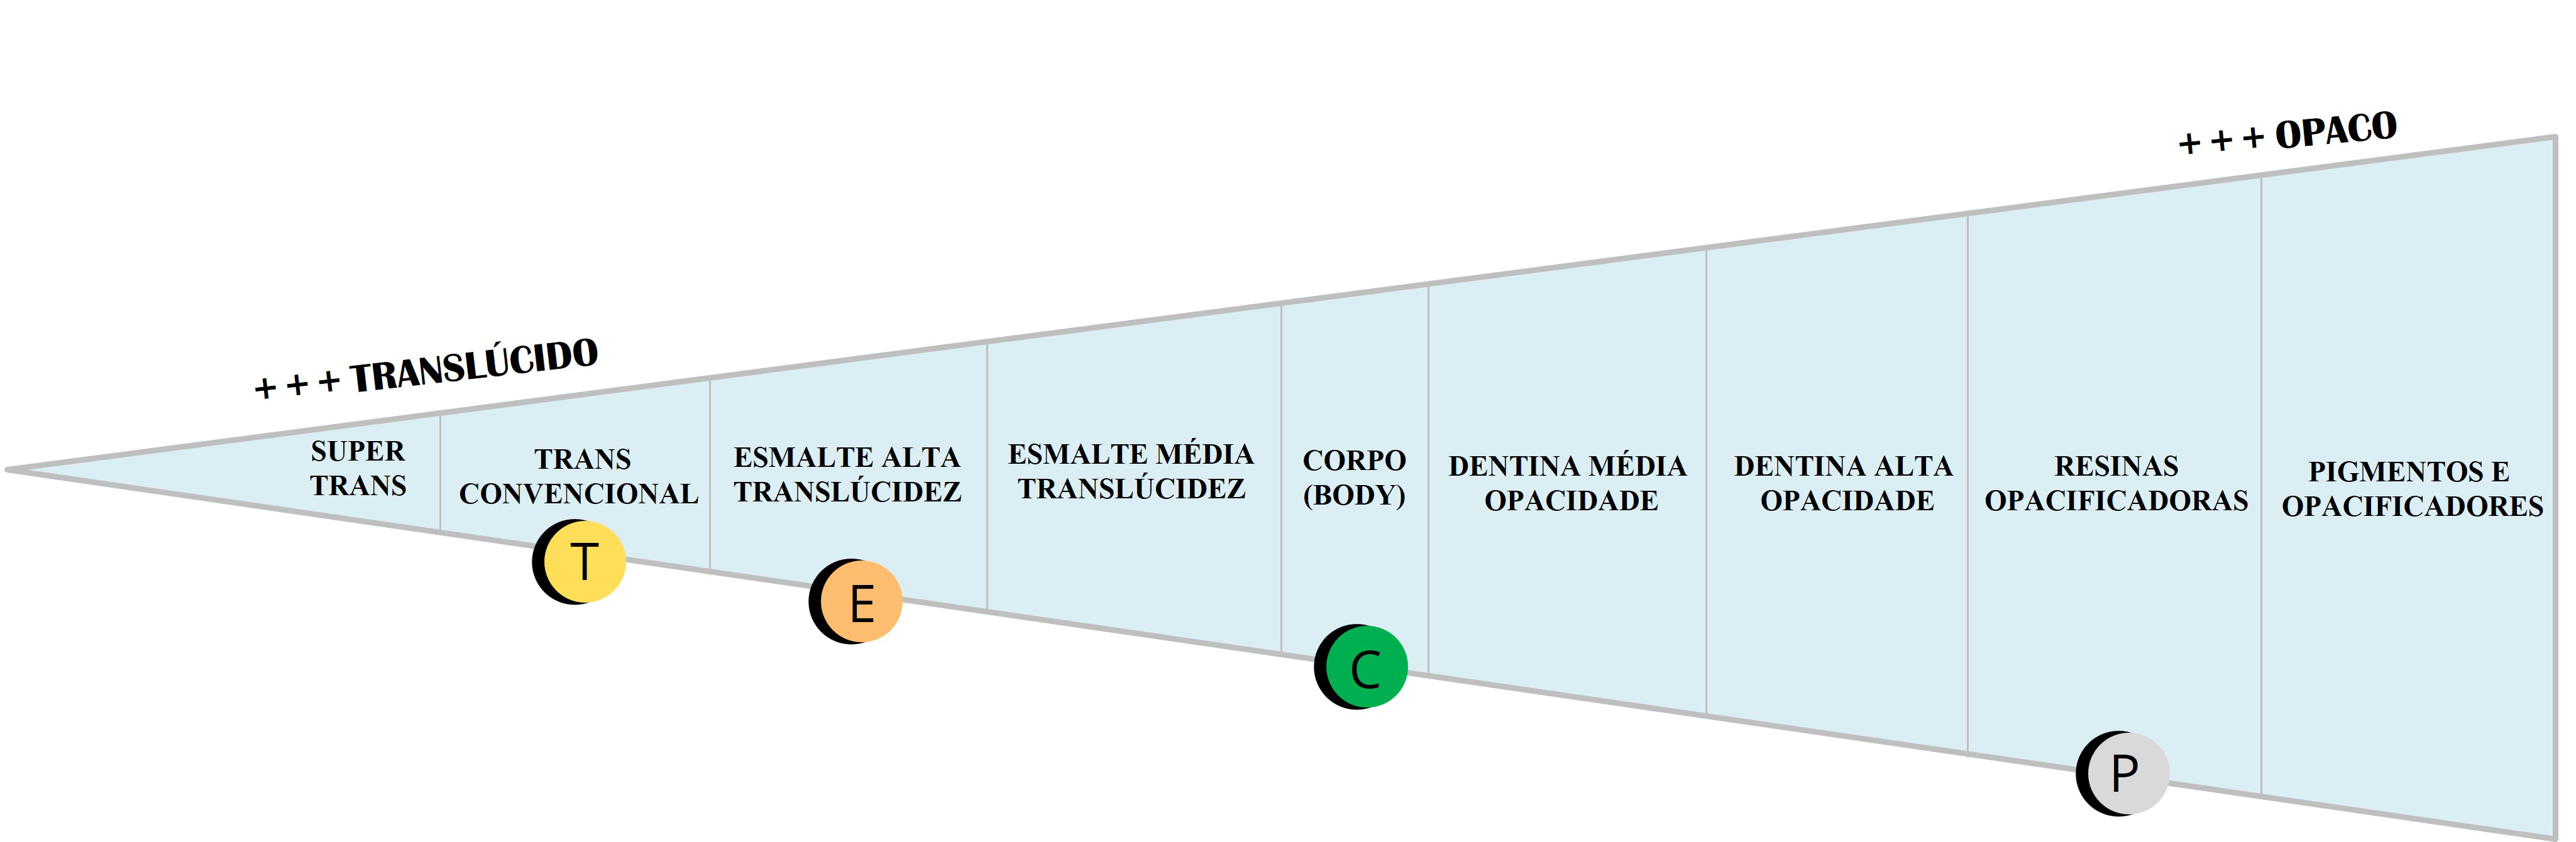 + + + OPACO
+ + + TRANSLÚCIDO
SUPER
TRANS
TRANS
CONVENCIONAL
ESMALTE ALTA
TRANSLÚCIDEZ
ESMALTE MÉDIA
TRANSLÚCIDEZ
CORPO
(BODY)
DENTINA MÉDIA
OPACIDADE
DENTINA ALTA
OPACIDADE
RESINAS
OPACIFICADORAS
PIGMENTOS E
OPACIFICADORES
T
E
C
P